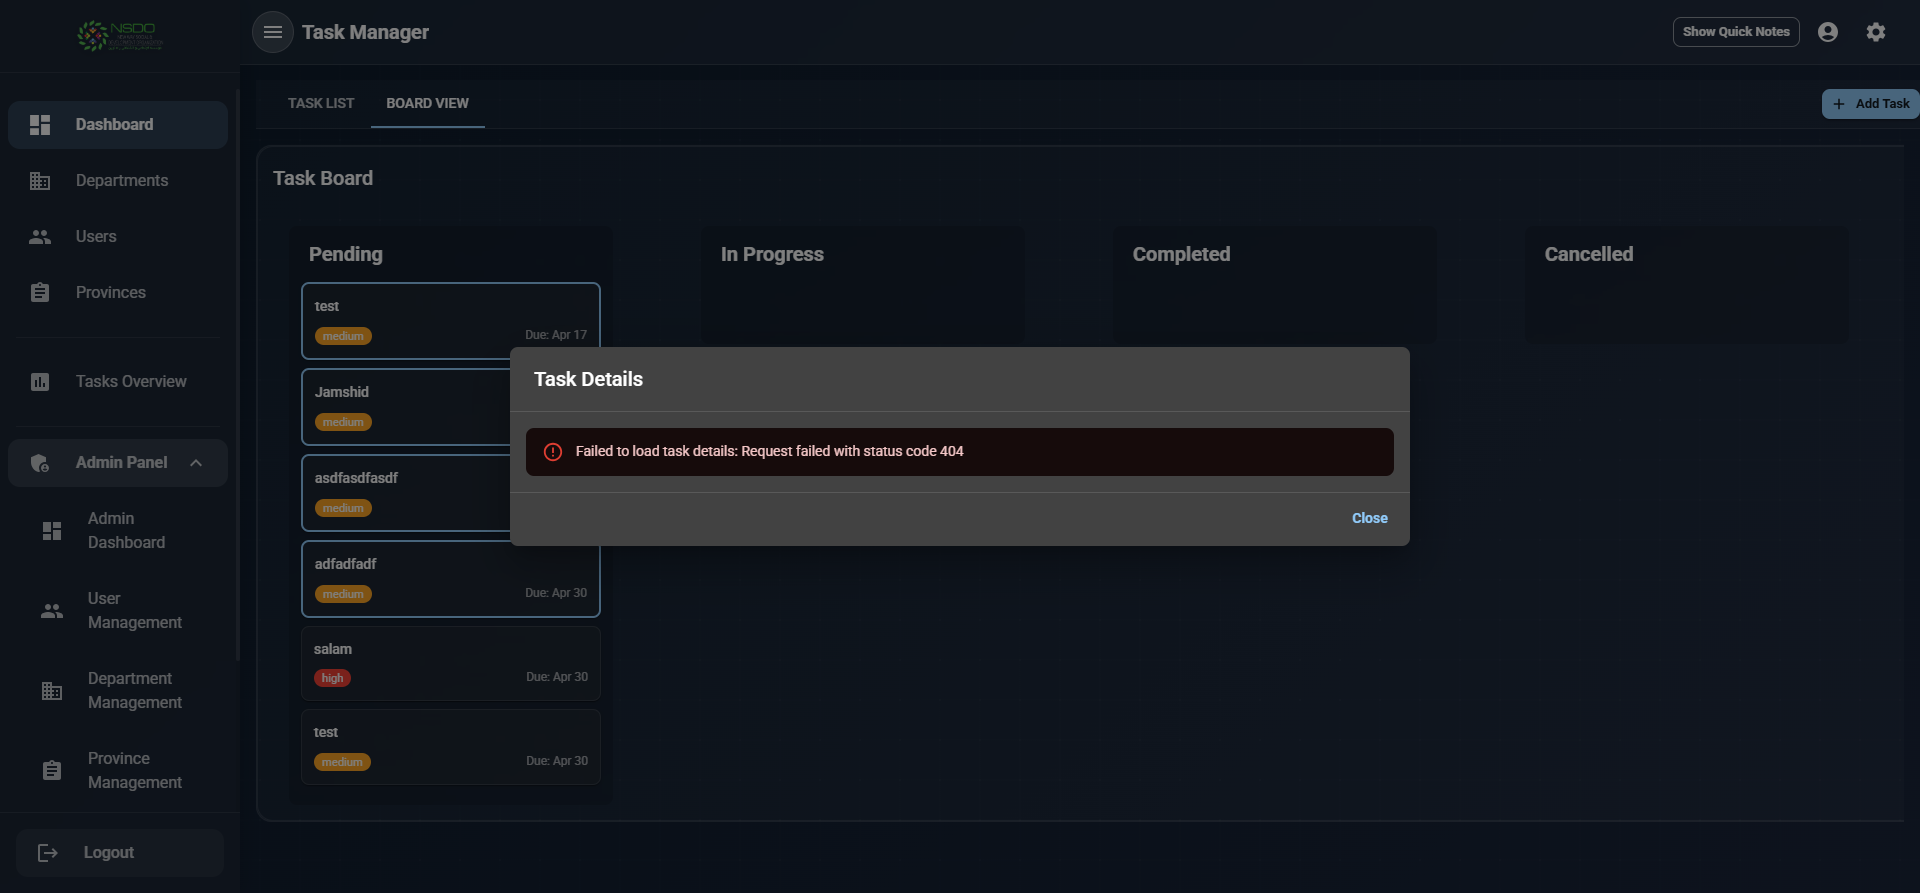 NSDO
Task Manager
Show Quick Notes
Dashboard
Departments
Users
Provinces
Tasks Overview
Admin Panel
Admin
Dashboard
User
Management
Department
Management
Province
Management
Logout
TASK LIST
BOARD VIEW
Add Task
Task Board
Pending
In Progress
Completed
Cancelled
test
medium
Due: Apr 17
Jamshid
medium
asdfasdfasdf
medium
adfadfadf
medium
Due: Apr 30
salam
high
Due: Apr 30
test
medium
Due: Apr 30
Task Details
Failed to load task details: Request failed with status code 404
Close